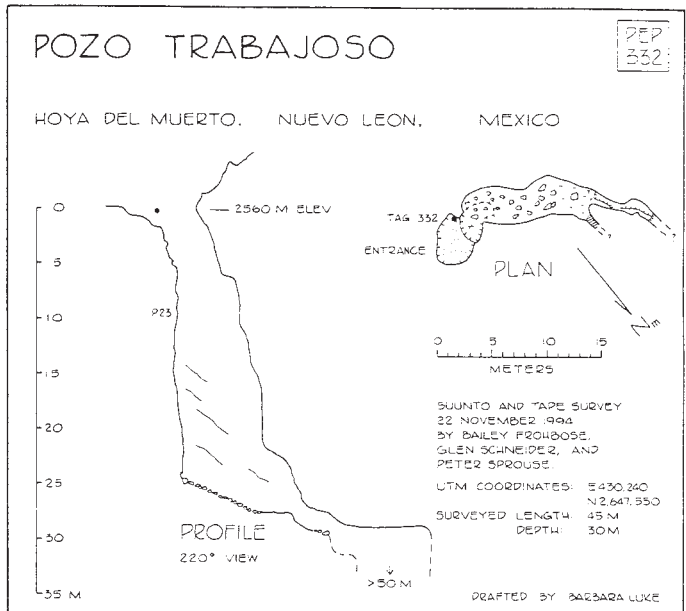 POZO TRABAJOSO
PEP
332
HOYA DEL MUERTO. NUEVO LEON, MEXICO
0
5
10
15
20
25
30
35 M
2560 M ELEV
P23
PROFILE
220° VIEW
>50 M
TAG 332
ENTRANCE
PLAN
N
0 5 10 15
METERS
SUUNTO AND TAPE SURVEY
22 NOVEMBER 1994
BY BAILEY FROHBOSE,
GLEN SCHNEIDER, AND
PETER SPROUSE.
UTM COORDINATES: E430,240
N2,647,550
SURVEYED LENGTH: 45 M
DEPTH: 30 M
DRAFTED BY BARBARA LUKE